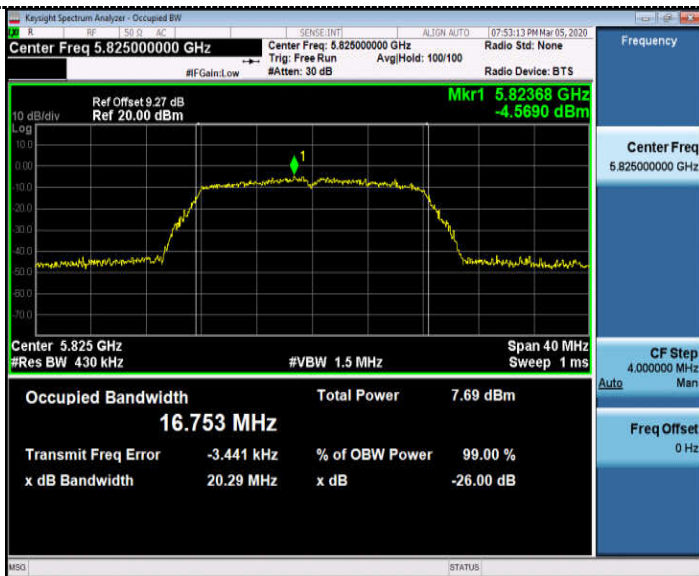 Keysight Spectrum Analyzer - Occupied BW
R RF 50 Ω AC SENSE:INT ALIGN AUTO 07:53:13 PM Mar 05, 2020
Center Freq 5.825000000 GHz
Center Freq: 5.825000000 GHz
Radio Std: None
Trig: Free Run Avg|Hold: 100/100
#IFGain:Low #Atten: 30 dB Radio Device: BTS
Frequency
Ref Offset 9.27 dB
10 dB/div Ref 20.00 dBm
Mkr1 5.82368 GHz
-4.5690 dBm
Log
10.0
0.00
-10.0
-20.0
-30.0
-40.0
-50.0
-60.0
-70.0
1
Center 5.825 GHz Span 40 MHz
#Res BW 430 kHz #VBW 1.5 MHz Sweep 1 ms
Occupied Bandwidth Total Power 7.69 dBm
16.753 MHz
Transmit Freq Error -3.441 kHz % of OBW Power 99.00 %
x dB Bandwidth 20.29 MHz x dB -26.00 dB
Center Freq
5.825000000 GHz
CF Step
4.000000 MHz
Auto Man
Freq Offset
0 Hz
MSG STATUS